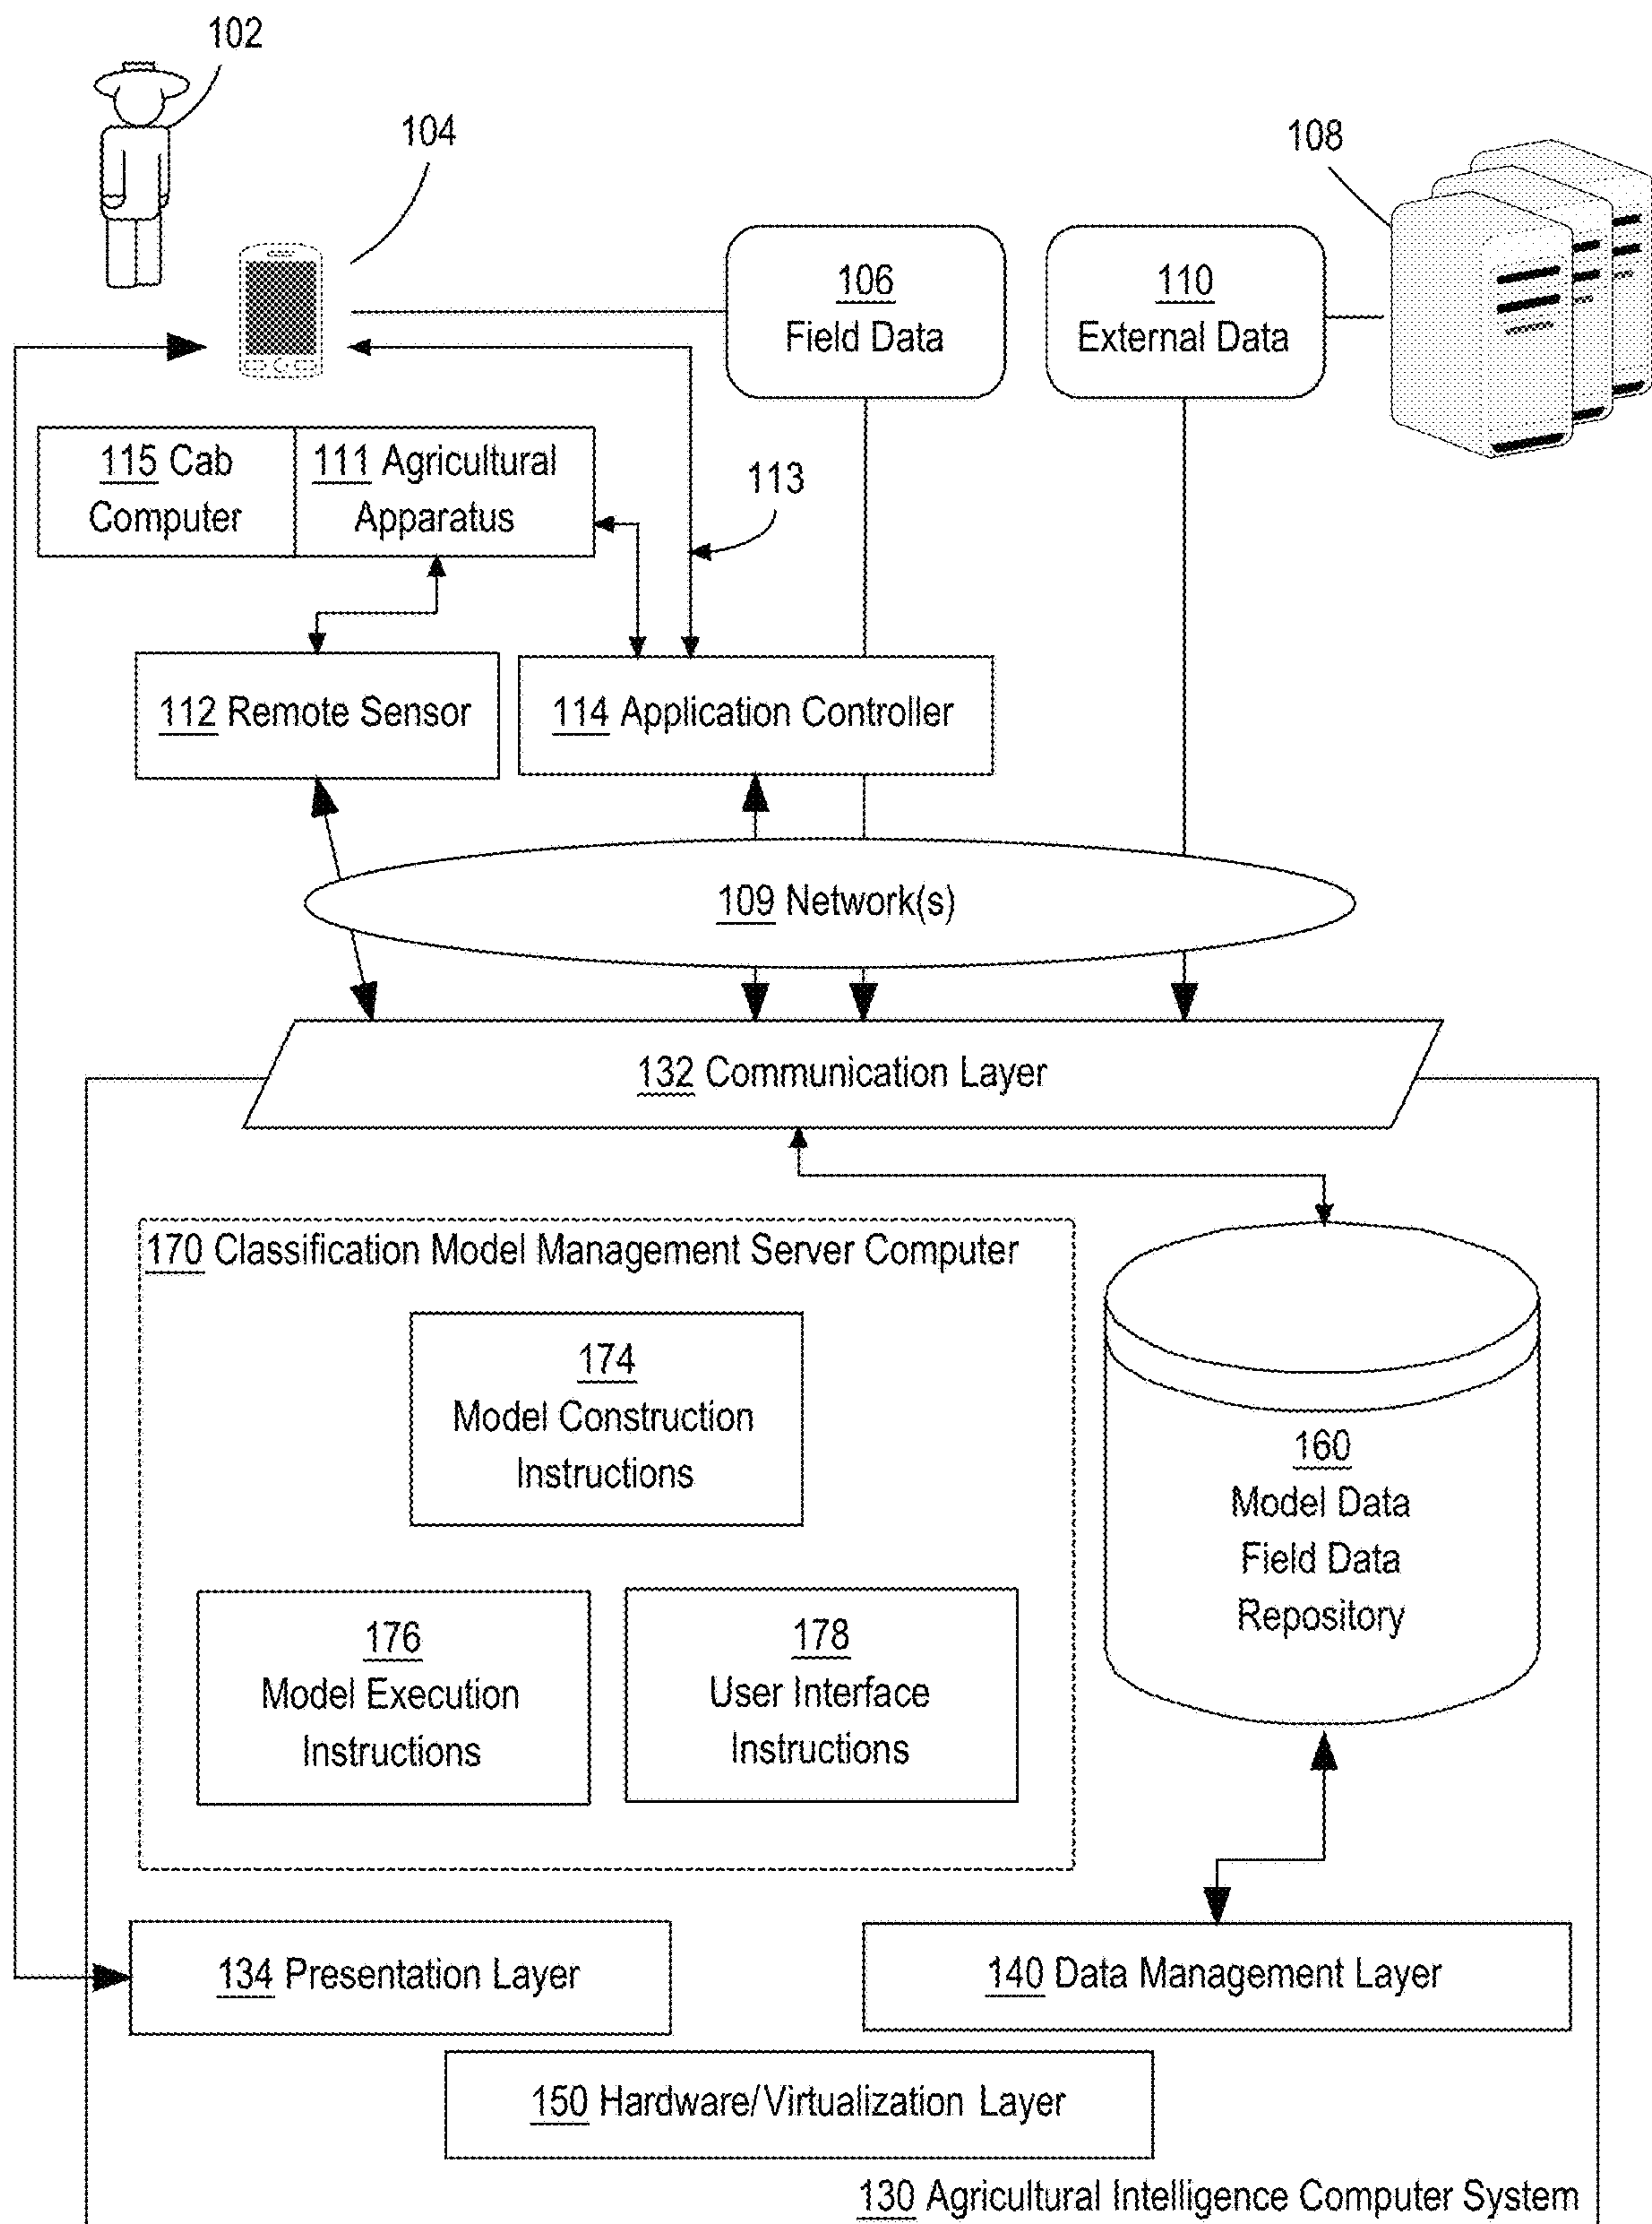 102
104
108
106
Field Data
110
External Data
115 Cab
Computer
111 Agricultural
Apparatus
113
112 Remote Sensor
114 Application Controller
109 Network(s)
132 Communication Layer
170 Classification Model Management Server Computer
174
Model Construction
Instructions
160
Model Data
Field Data
Repository
176
Model Execution
Instructions
178
User Interface
Instructions
134 Presentation Layer
140 Data Management Layer
150 Hardware/Virtualization Layer
130 Agricultural Intelligence Computer System